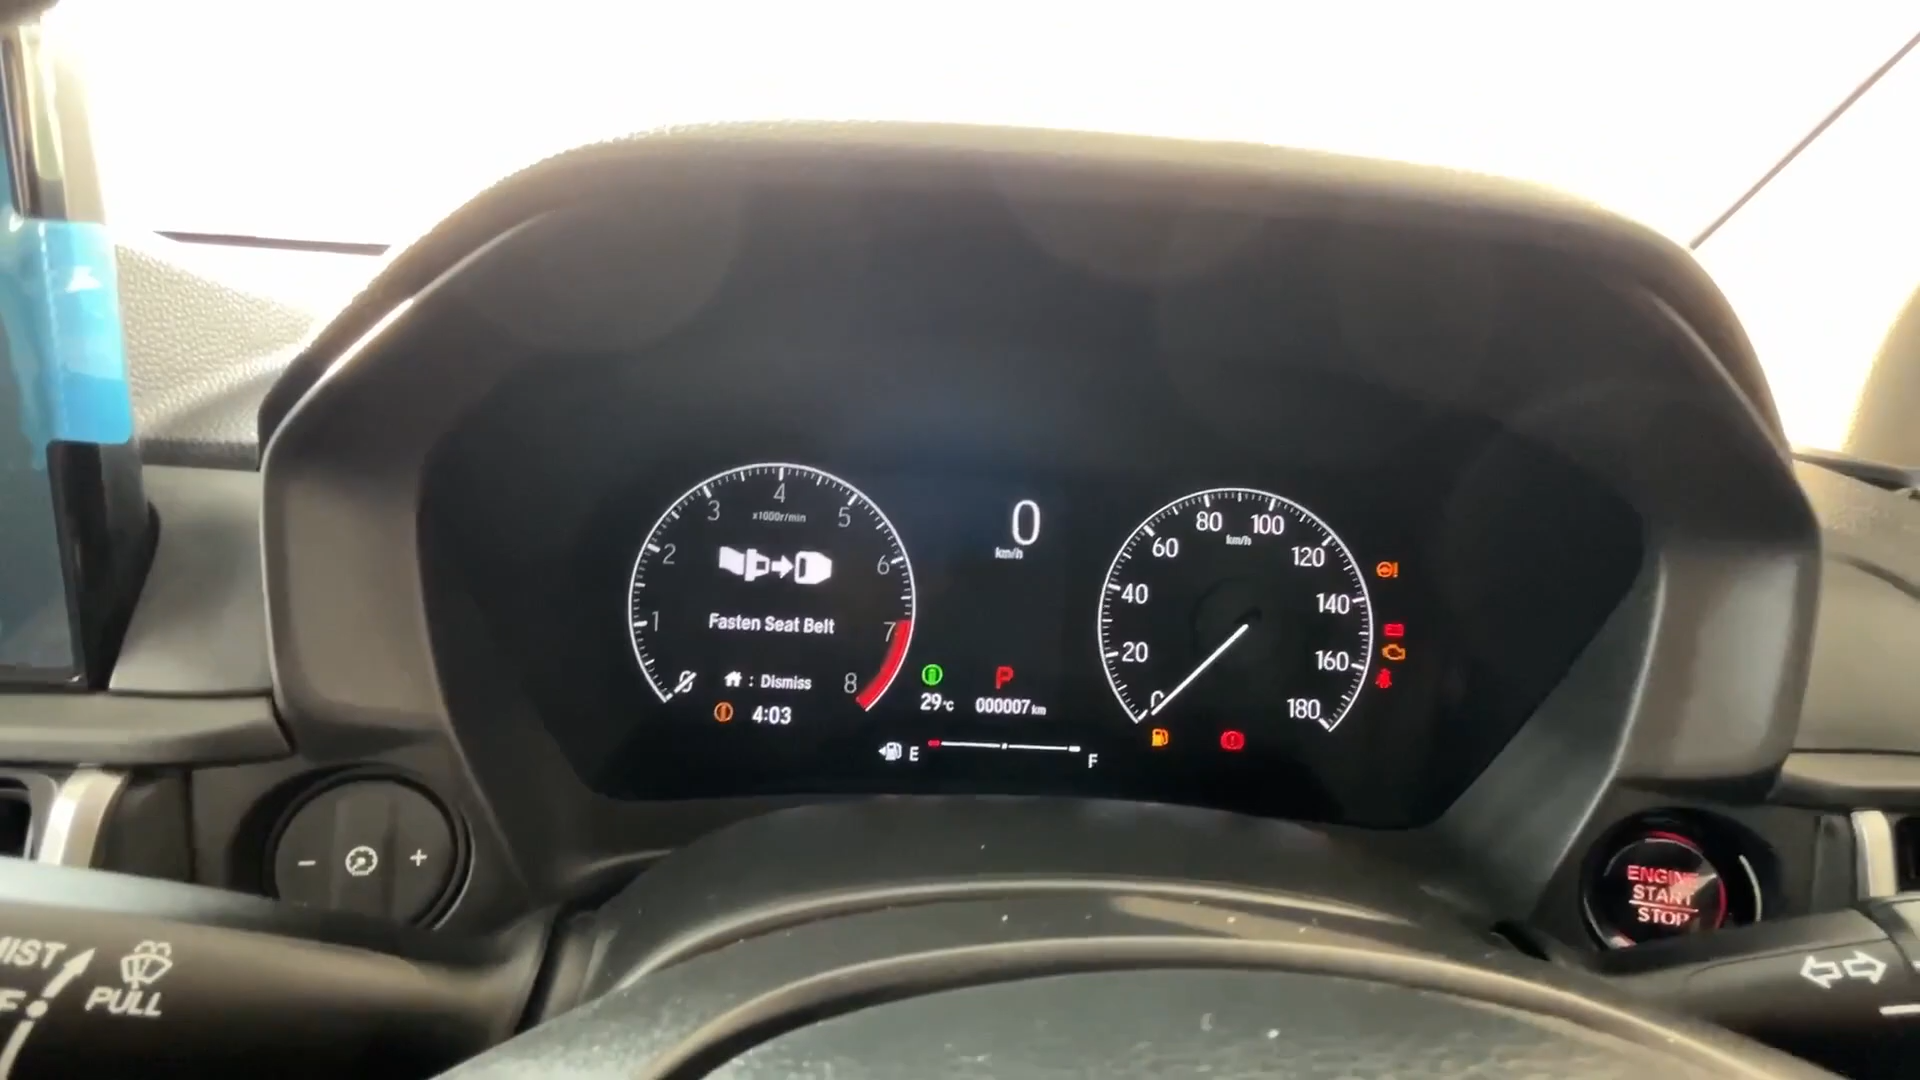 4
3
5
x1000r/min
2
6
Fasten Seat Belt
1
7
: Dismiss
8
4:03
0
km/h
P
29℃
000007 km
E
F
80
100
km/h
60
120
40
140
20
160
0
180
ENGINE
START
STOP
− +
MIST
PULL